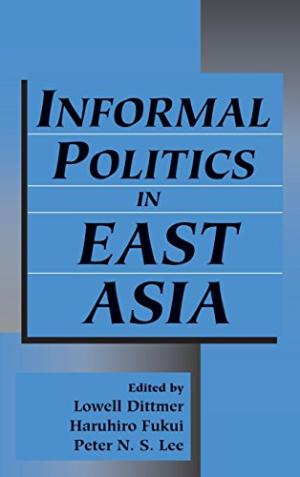 INFORMAL
POLITICS
IN
EAST
ASIA
Edited by
Lowell Dittmer
Haruhiro Fukui
Peter N. S. Lee